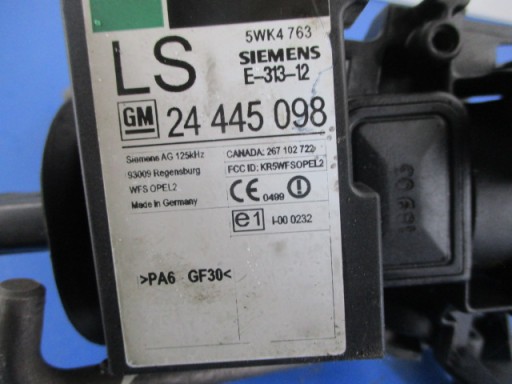 5WK4 763
LS
SIEMENS
E-313-12
GM 24 445 098
Siemens AG 125kHz
93009 Regensburg
WFS OPEL2
Made in Germany
CANADA: 267 102 722
FCC ID: KR5WFSOPEL2
CE 0499
e1 I-00 0232
>PA6 GF30<